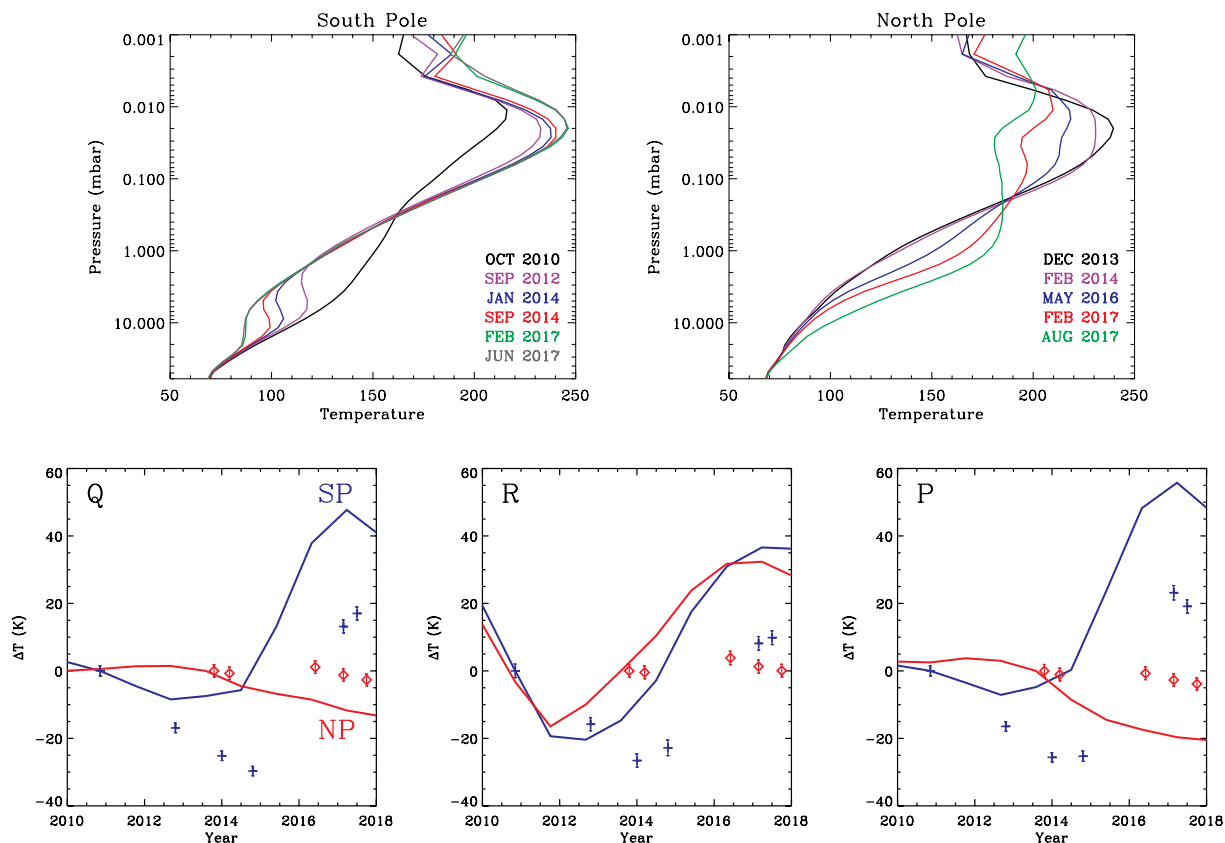 South Pole
0.001
0.010
0.100
1.000
10.000
Pressure (mbar)
OCT 2010
SEP 2012
JAN 2014
SEP 2014
FEB 2017
JUN 2017
50 100 150 200 250
Temperature
North Pole
0.001
0.010
0.100
1.000
10.000
Pressure (mbar)
DEC 2013
FEB 2014
MAY 2016
FEB 2017
AUG 2017
50 100 150 200 250
Temperature
Q
SP
NP
60
40
20
0
-20
-40
ΔT (K)
2010 2012 2014 2016 2018
Year
R
60
40
20
0
-20
-40
ΔT (K)
2010 2012 2014 2016 2018
Year
P
60
40
20
0
-20
-40
ΔT (K)
2010 2012 2014 2016 2018
Year